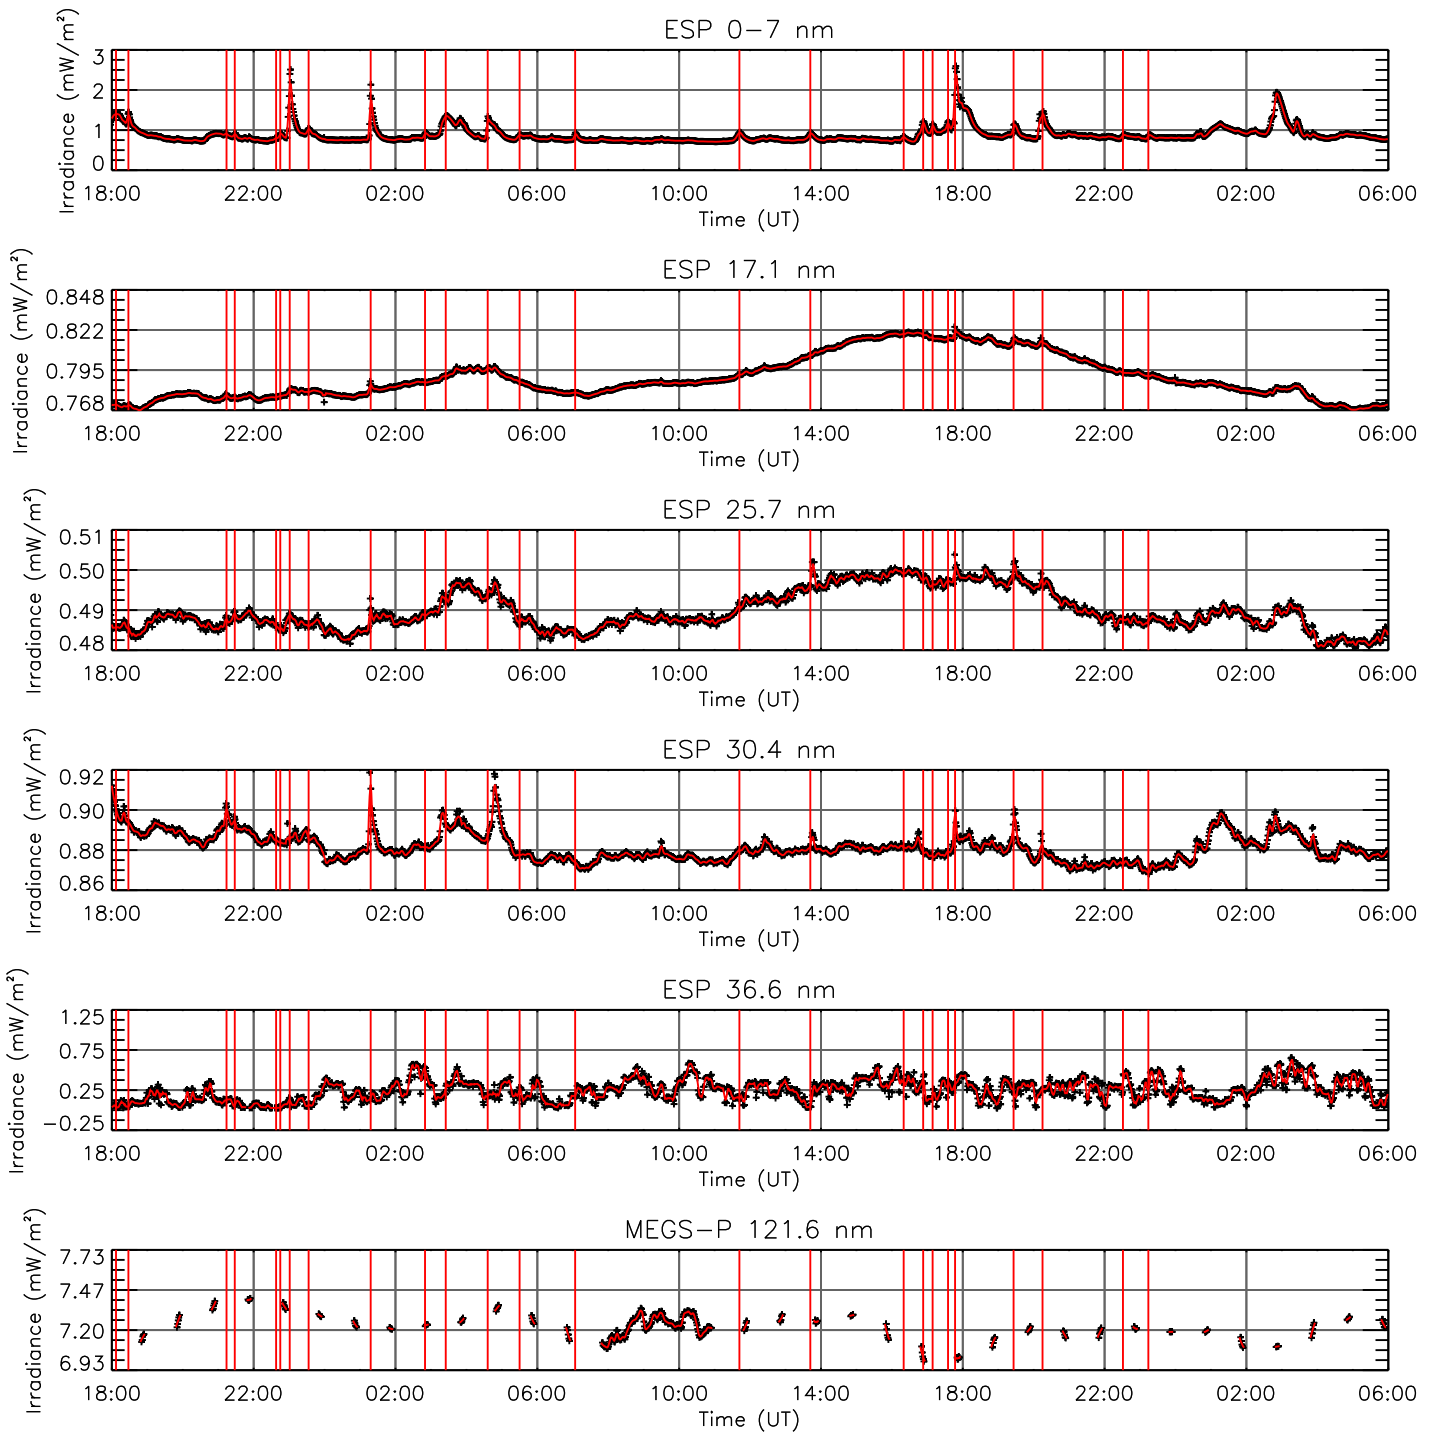 ESP 0-7 nm
Irradiance (mW/m²)
3
2
1
0
18:00 22:00 02:00 06:00 10:00 14:00 18:00 22:00 02:00 06:00
Time (UT)
ESP 17.1 nm
Irradiance (mW/m²)
0.848
0.822
0.795
0.768
18:00 22:00 02:00 06:00 10:00 14:00 18:00 22:00 02:00 06:00
Time (UT)
ESP 25.7 nm
Irradiance (mW/m²)
0.51
0.50
0.49
0.48
18:00 22:00 02:00 06:00 10:00 14:00 18:00 22:00 02:00 06:00
Time (UT)
ESP 30.4 nm
Irradiance (mW/m²)
0.92
0.90
0.88
0.86
18:00 22:00 02:00 06:00 10:00 14:00 18:00 22:00 02:00 06:00
Time (UT)
ESP 36.6 nm
Irradiance (mW/m²)
1.25
0.75
0.25
-0.25
18:00 22:00 02:00 06:00 10:00 14:00 18:00 22:00 02:00 06:00
Time (UT)
MEGS-P 121.6 nm
Irradiance (mW/m²)
7.73
7.47
7.20
6.93
18:00 22:00 02:00 06:00 10:00 14:00 18:00 22:00 02:00 06:00
Time (UT)